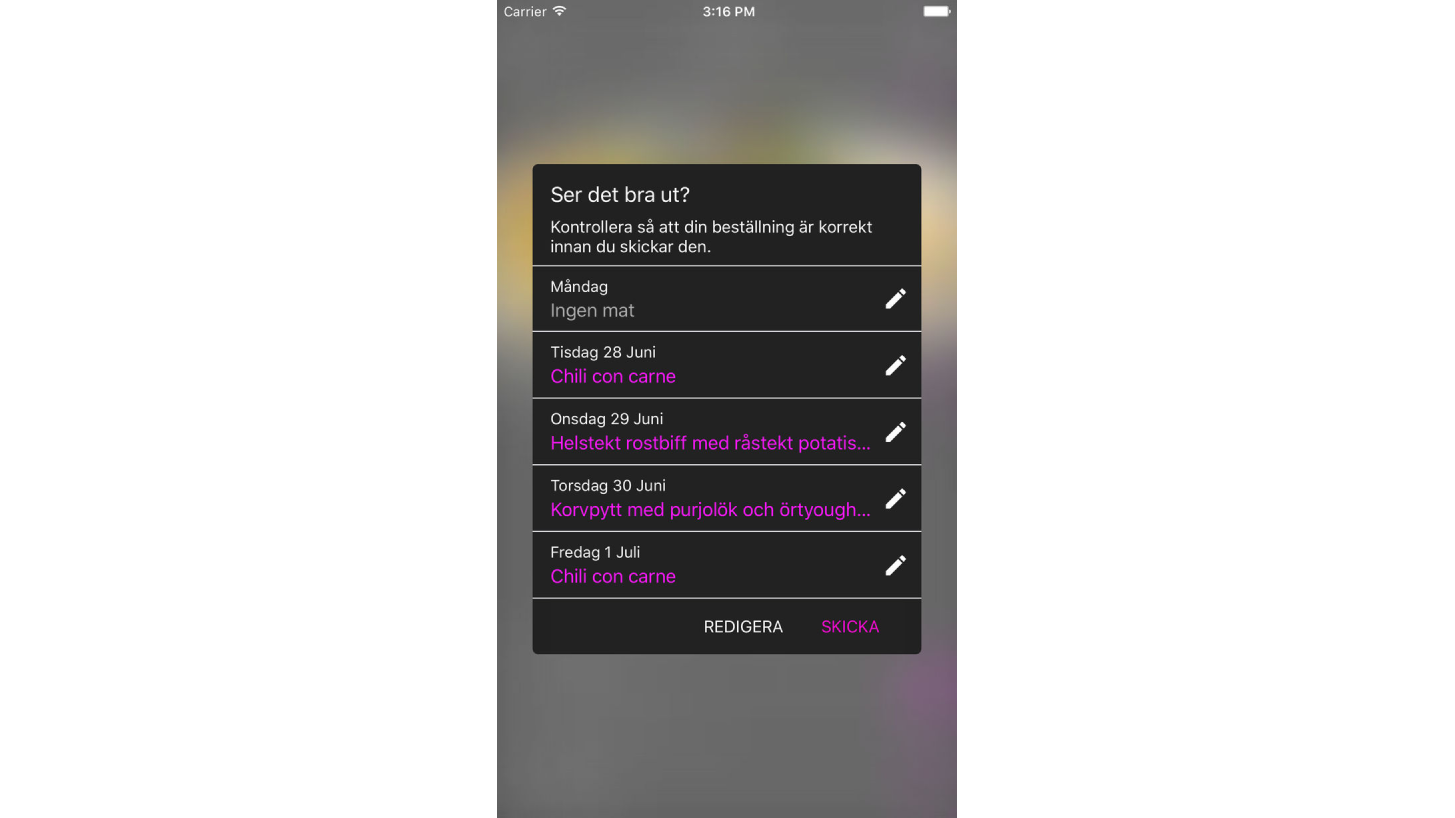 Carrier
3:16 PM
Ser det bra ut?
Kontrollera så att din beställning är korrekt
innan du skickar den.
Måndag
Ingen mat
Tisdag 28 Juni
Chili con carne
Onsdag 29 Juni
Helstekt rostbiff med råstekt potatis...
Torsdag 30 Juni
Korvpytt med purjolök och örtyough...
Fredag 1 Juli
Chili con carne
REDIGERA SKICKA